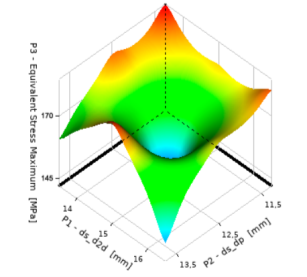 P3 - Equivalent Stress Maximum [MPa]
170
145
14
15
16
P1 - ds_d2d [mm]
13,5
12,5
11,5
P2 - ds_dp [mm]